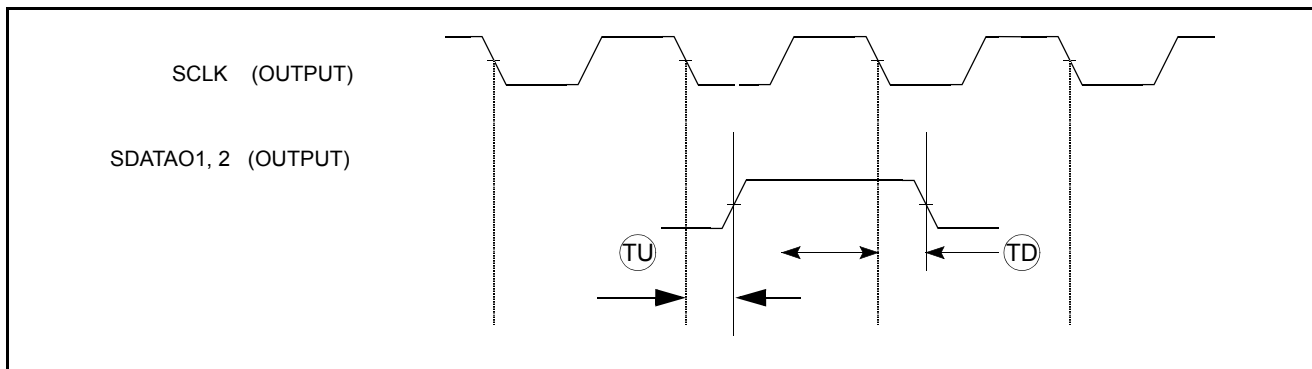 SCLK (OUTPUT)
SDATAO1, 2 (OUTPUT)
TU
TD